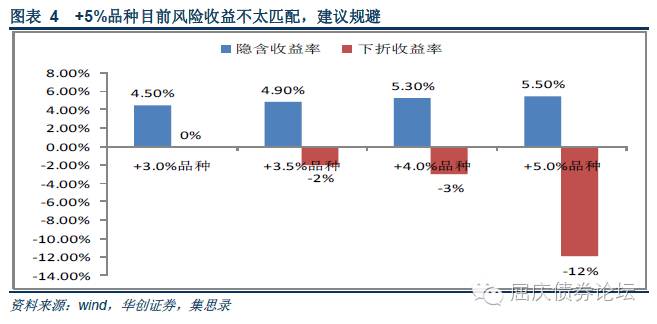 图表 4 +5%品种目前风险收益不太匹配，建议规避
隐含收益率 下折收益率
8.00%
6.00%
4.00%
2.00%
0.00%
-2.00%
-4.00%
-6.00%
-8.00%
-10.00%
-12.00%
-14.00%
4.50% 4.90% 5.30% 5.50%
0% -2% -3% -12%
+3.0%品种 +3.5%品种 +4.0%品种 +5.0%品种
屈庆债券论坛
资料来源：wind，华创证券，集思录